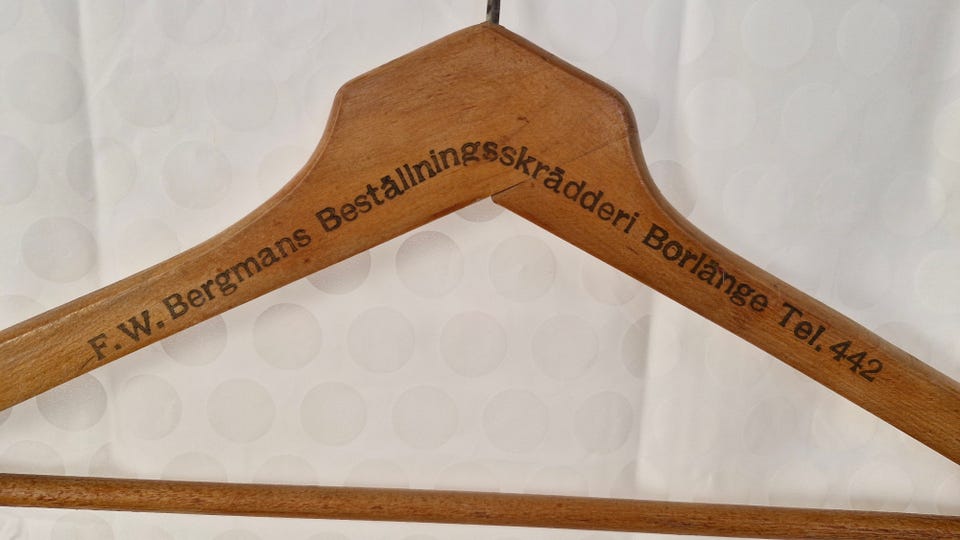 F.W. Bergmans Beställningsskrädderi Borlänge Tel. 442